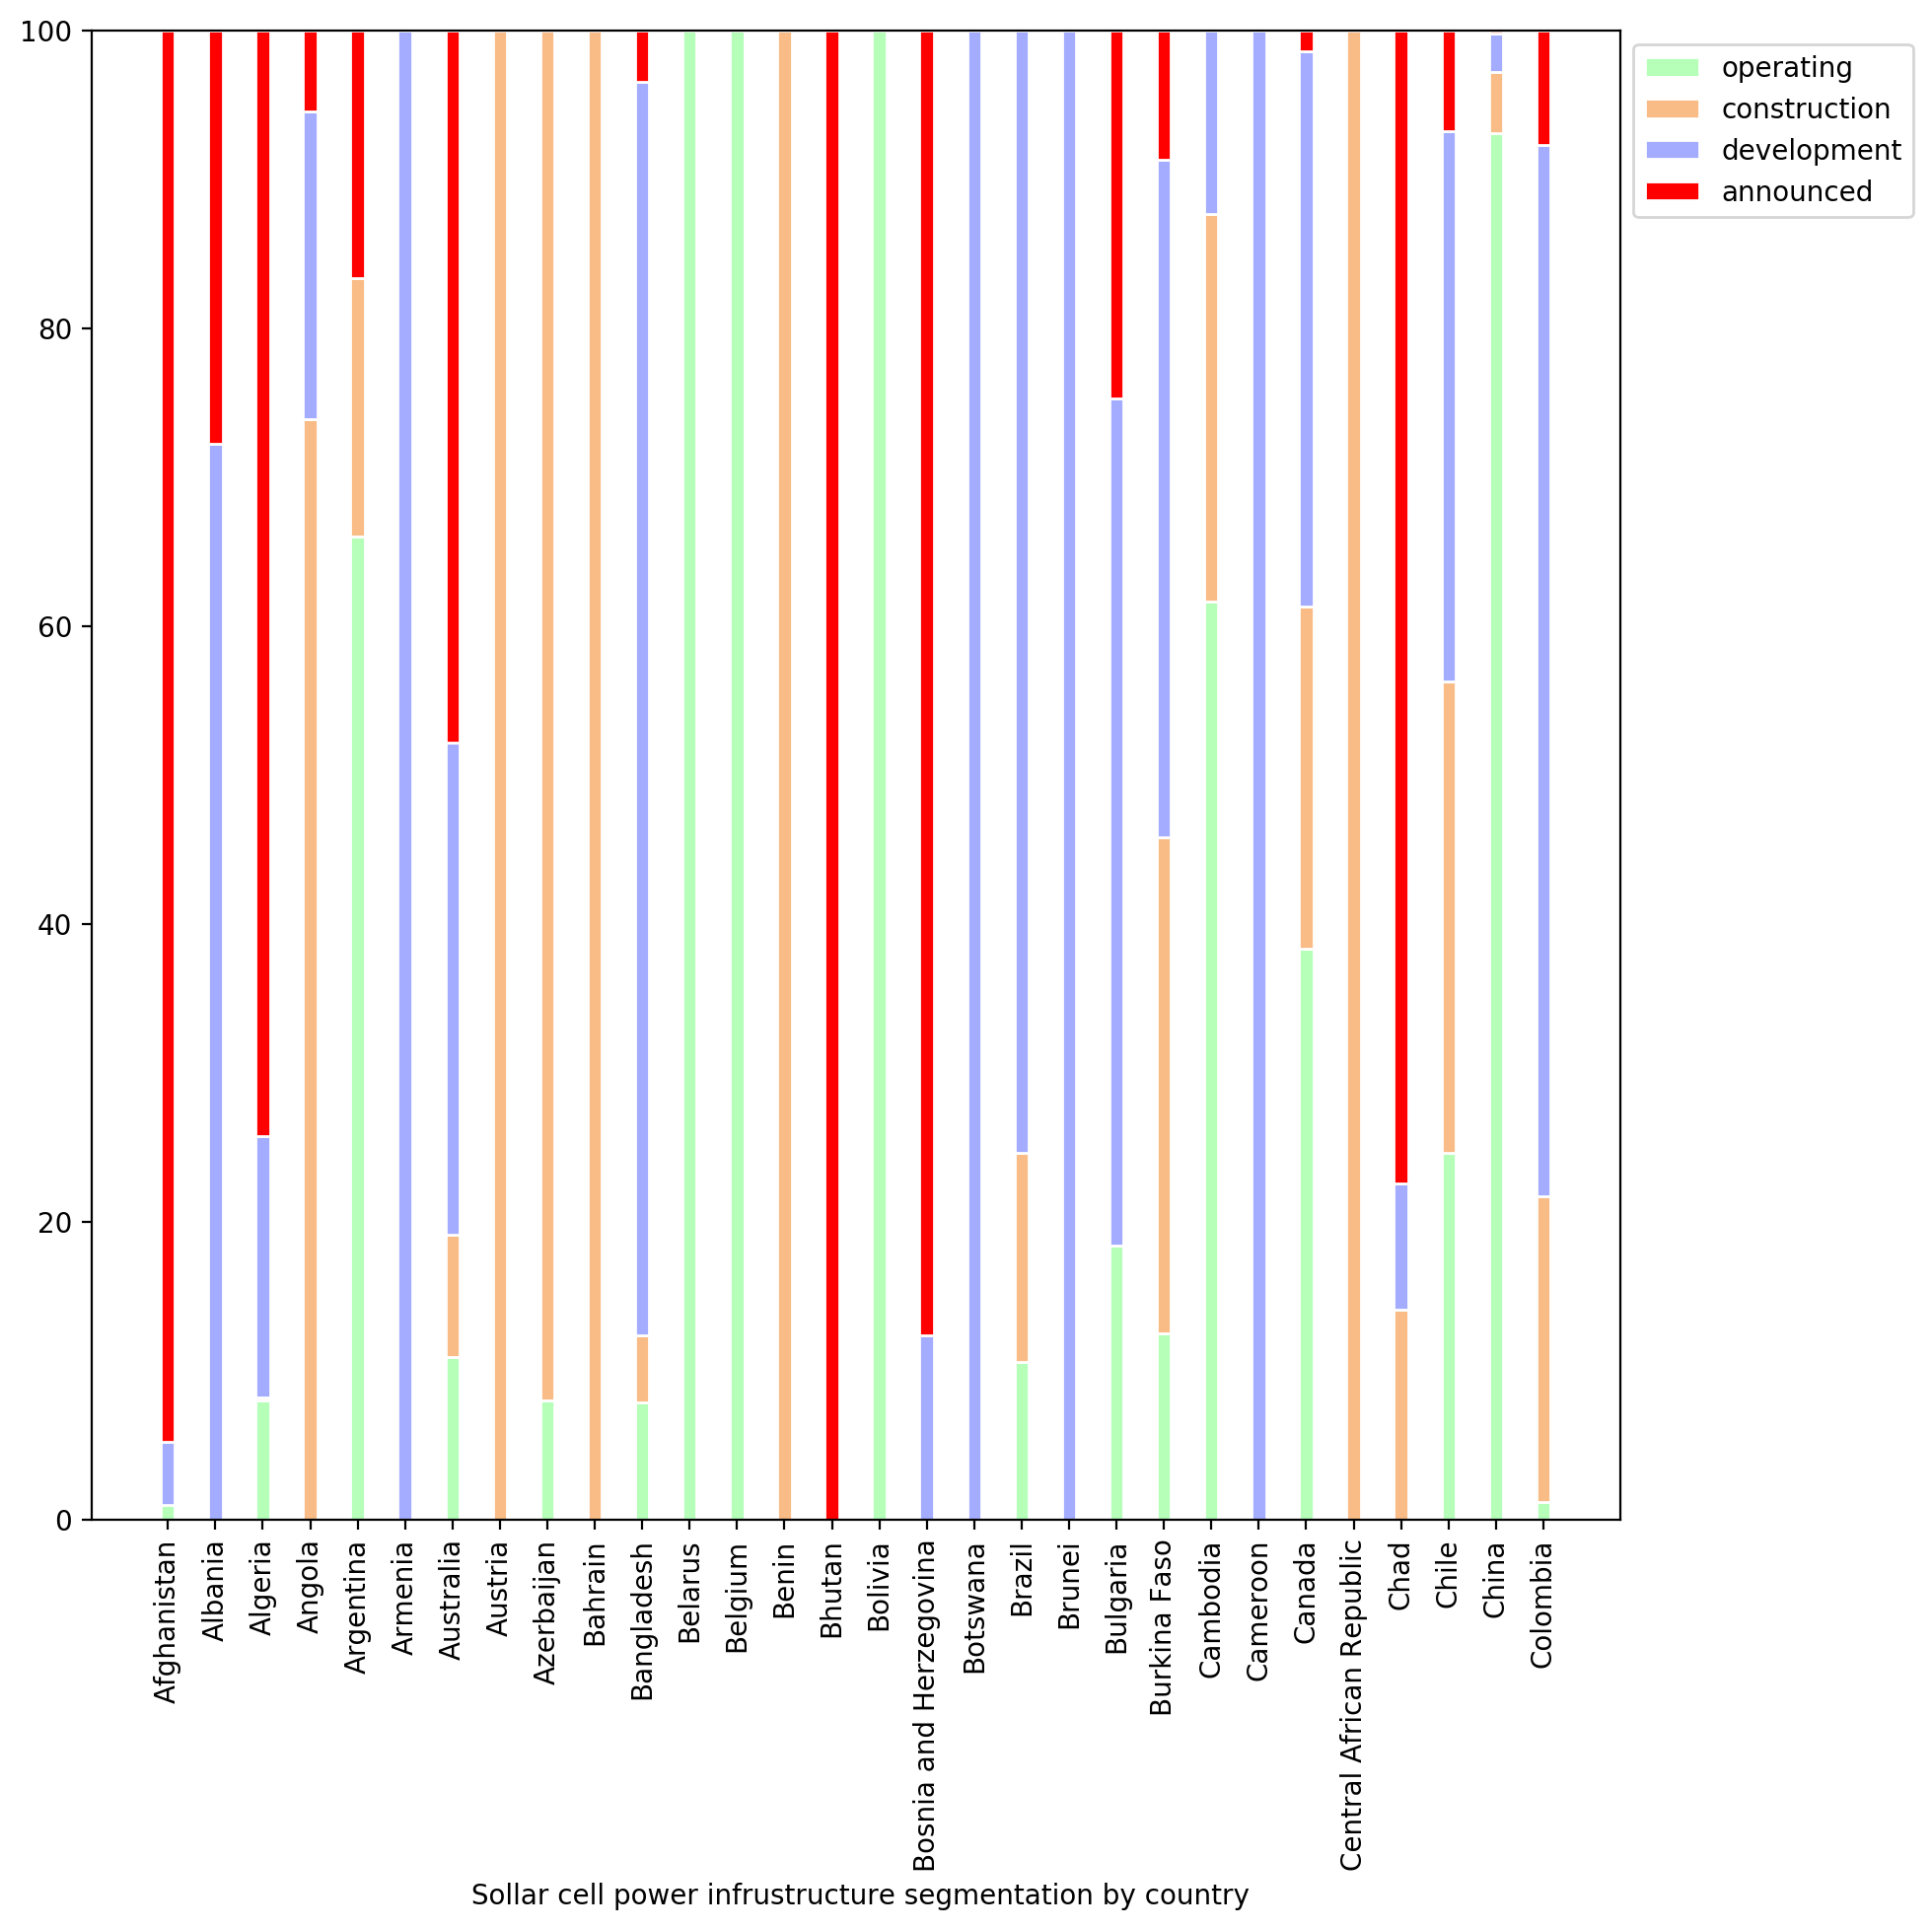 100
80
60
40
20
0
operating
construction
development
announced
Afghanistan
Albania
Algeria
Angola
Argentina
Armenia
Australia
Austria
Azerbaijan
Bahrain
Bangladesh
Belarus
Belgium
Benin
Bhutan
Bolivia
Bosnia and Herzegovina
Botswana
Brazil
Brunei
Bulgaria
Burkina Faso
Cambodia
Cameroon
Canada
Central African Republic
Chad
Chile
China
Colombia
Sollar cell power infrustructure segmentation by country